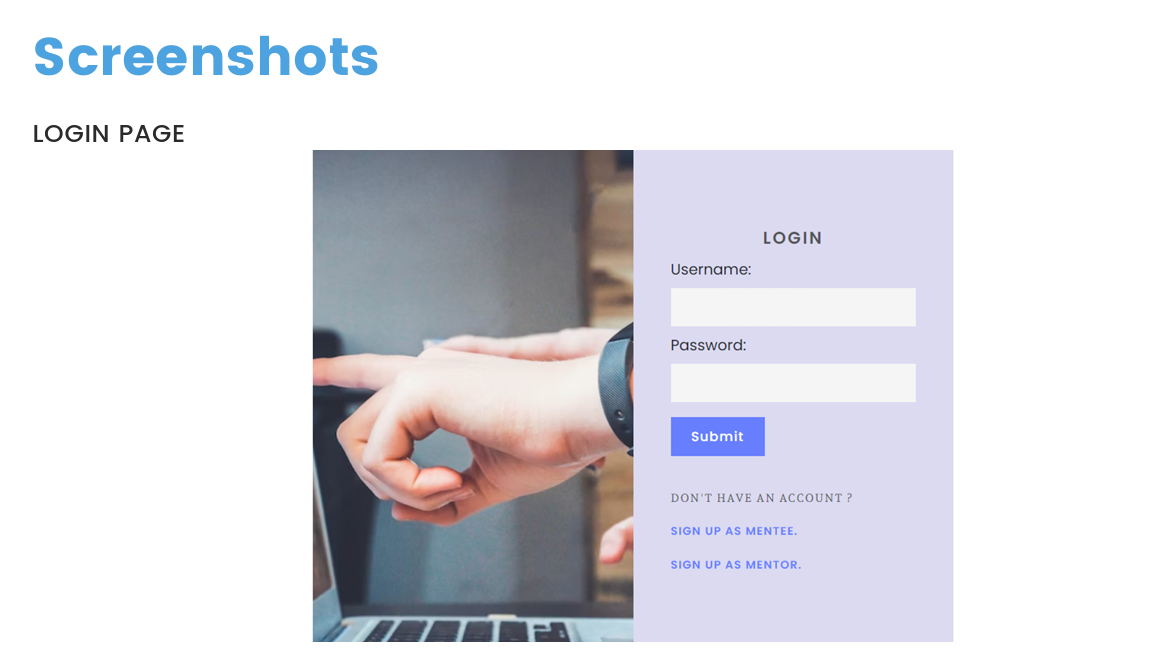 Screenshots
LOGIN PAGE
LOGIN
Username:
Password:
Submit
DON'T HAVE AN ACCOUNT ?
SIGN UP AS MENTEE.
SIGN UP AS MENTOR.